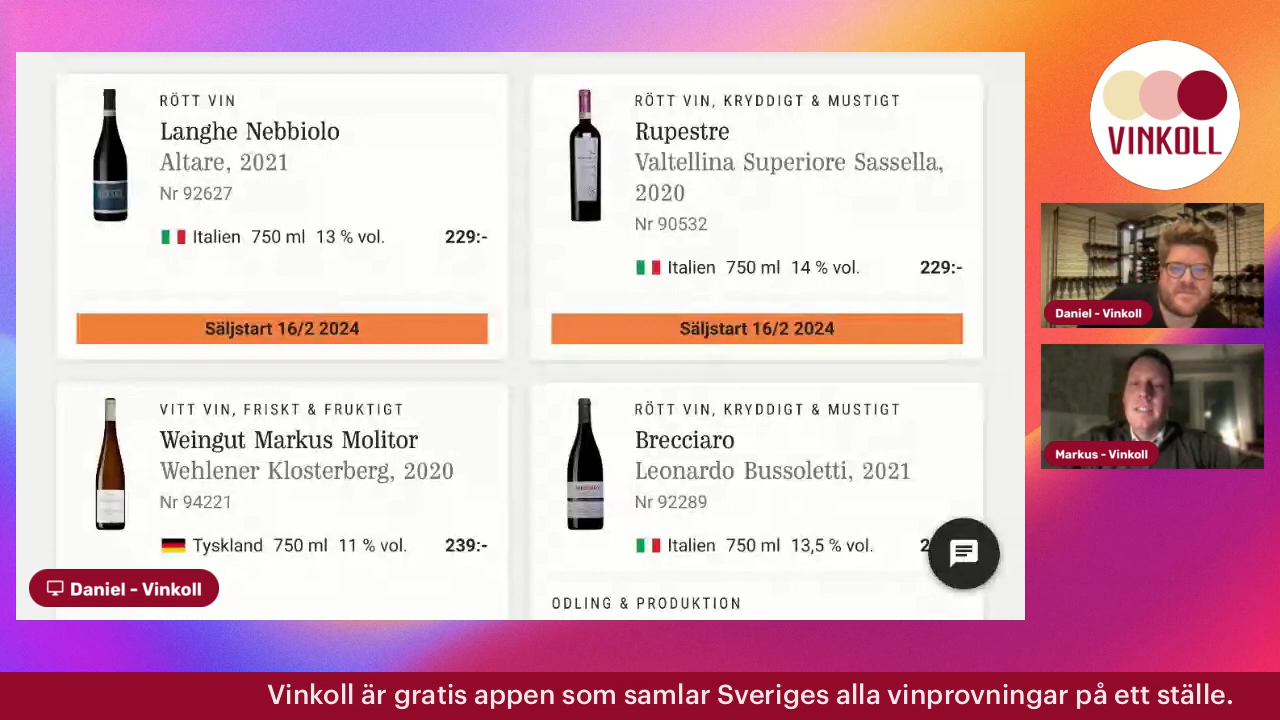 RÖTT VIN
Langhe Nebbiolo
Altare, 2021
Nr 92627
Italien 750 ml 13 % vol. 229:-
Säljstart 16/2 2024
RÖTT VIN, KRYDDIGT & MUSTIGT
Rupestre
Valtellina Superiore Sassella,
2020
Nr 90532
Italien 750 ml 14 % vol. 229:-
Säljstart 16/2 2024
VITT VIN, FRISKT & FRUKTIGT
Weingut Markus Molitor
Wehlener Klosterberg, 2020
Nr 94221
Tyskland 750 ml 11 % vol. 239:-
RÖTT VIN, KRYDDIGT & MUSTIGT
Brecciaro
Leonardo Bussoletti, 2021
Nr 92289
Italien 750 ml 13,5 % vol.
ODLING & PRODUKTION
Daniel - Vinkoll
VINKOLL
Daniel - Vinkoll
Markus - Vinkoll
Vinkoll är gratis appen som samlar Sveriges alla vinprovningar på ett ställe.